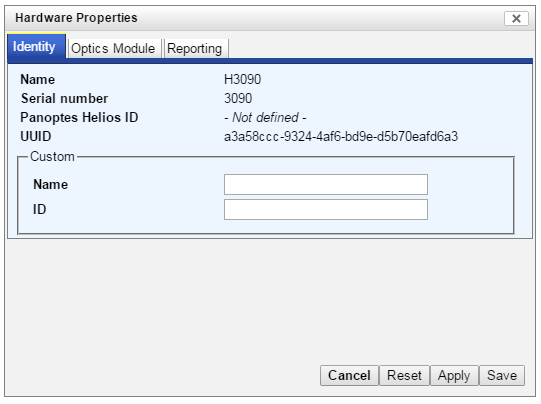 Hardware Properties
Identity Optics Module Reporting
Name H3090
Serial number 3090
Panoptes Helios ID - Not defined -
UUID a3a58ccc-9324-4af6-bd9e-d5b70eafd6a3
Custom
Name
ID
Cancel Reset Apply Save